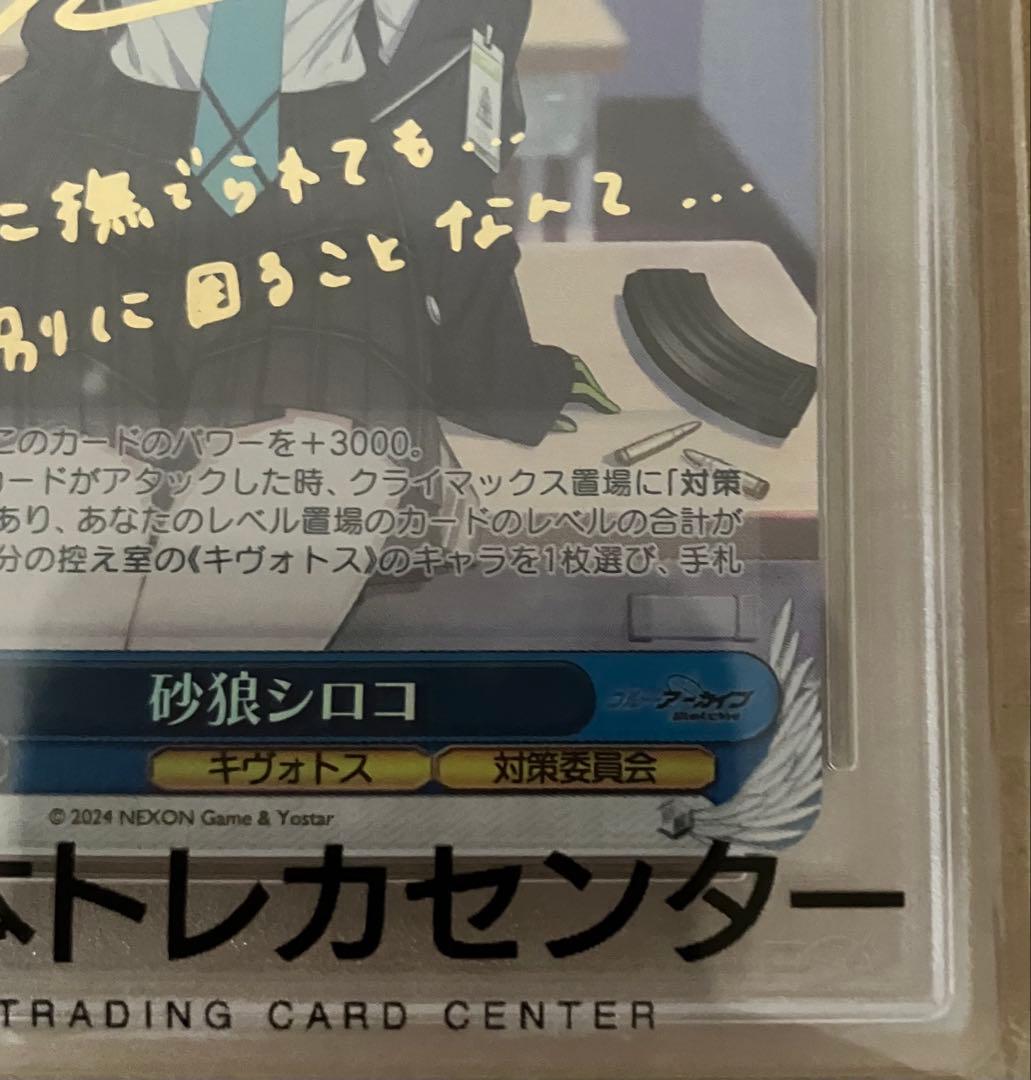 に撫でられても...
別に困ることなんて...
このカードのパワーを＋3000。
カードがアタックした時、クライマックス置場に「対策
あり、あなたのレベル置場のカードのレベルの合計が
分の控え室の《キヴォトス》のキャラを1枚選び、手札
砂狼シロコ
ブルーアーカイブ
キヴォトス 対策委員会
© 2024 NEXON Game & Yostar
本トレカセンター
TRADING CARD CENTER